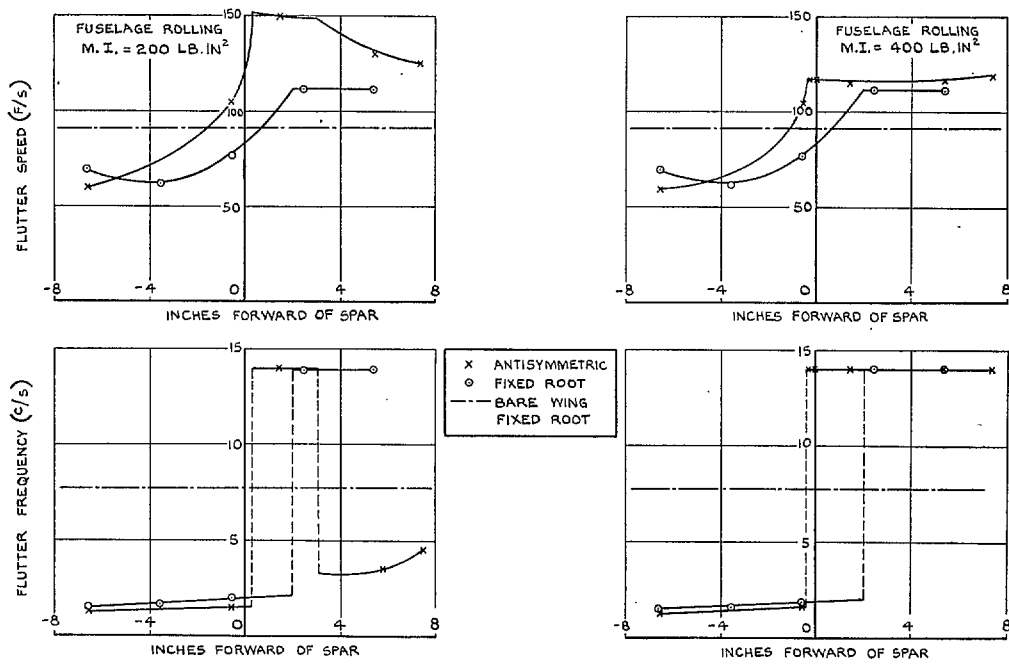 150
FUSELAGE ROLLING
M.I. = 200 LB.IN²
100
50
FLUTTER SPEED (F/s)
-8 -4 0 4 8
INCHES FORWARD OF SPAR
150
FUSELAGE ROLLING
M.I. = 400 LB.IN²
100
50
-8 -4 0 4 8
INCHES FORWARD OF SPAR
15
10
5
FLUTTER FREQUENCY (C/S)
-8 -4 0 4 8
INCHES FORWARD OF SPAR
× ANTISYMMETRIC
⊙ FIXED ROOT
BARE WING
FIXED ROOT
15
10
5
-8 -4 0 4 8
INCHES FORWARD OF SPAR